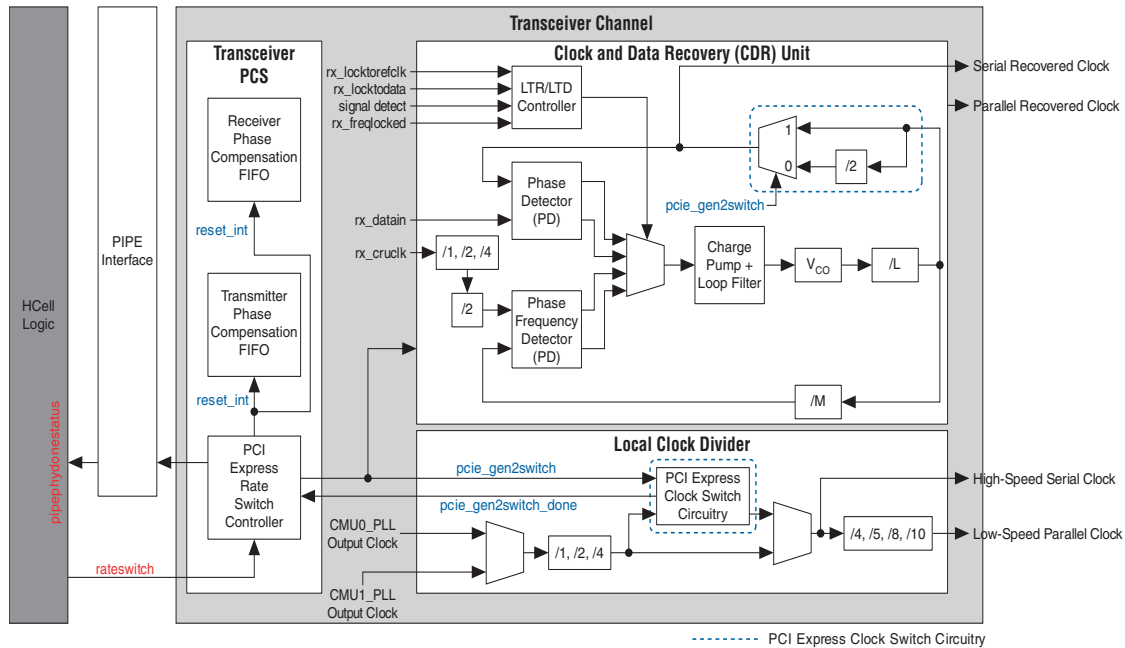 Transceiver Channel
Transceiver
PCS
Clock and Data Recovery (CDR) Unit
rx_locktorefclk
rx_locktodata
signal detect
rx_freqlocked
LTR/LTD
Controller
Serial Recovered Clock
Parallel Recovered Clock
Receiver
Phase
Compensation
FIFO
1
0
/2
pcie_gen2switch
reset_int
rx_datain
Phase
Detector
(PD)
PIPE
Interface
rx_cruclk
/1, /2, /4
Charge
Pump +
Loop Filter
VCO
/L
HCell
Logic
Transmitter
Phase
Compensation
FIFO
/2
Phase
Frequency
Detector
(PD)
reset_int
/M
pipephydonestatus
PCI
Express
Rate
Switch
Controller
Local Clock Divider
pcie_gen2switch
PCI Express
Clock Switch
Circuitry
High-Speed Serial Clock
pcie_gen2switch_done
CMU0_PLL
Output Clock
/1, /2, /4
/4, /5, /8, /10
Low-Speed Parallel Clock
rateswitch
CMU1_PLL
Output Clock
PCI Express Clock Switch Circuitry